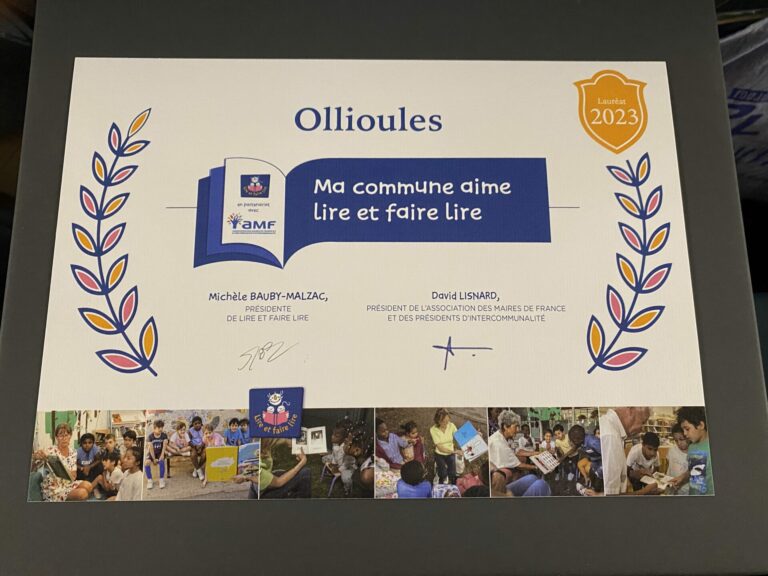 Ollioules
Lauréat
2023
en partenariat
avec
AMF
Ma commune aime
lire et faire lire
Michèle BAUBY-MALZAC,
PRÉSIDENTE
DE LIRE ET FAIRE LIRE
David LISNARD,
PRÉSIDENT DE L'ASSOCIATION DES MAIRES DE FRANCE
ET DES PRÉSIDENTS D'INTERCOMMUNALITÉ
Lire et faire lire